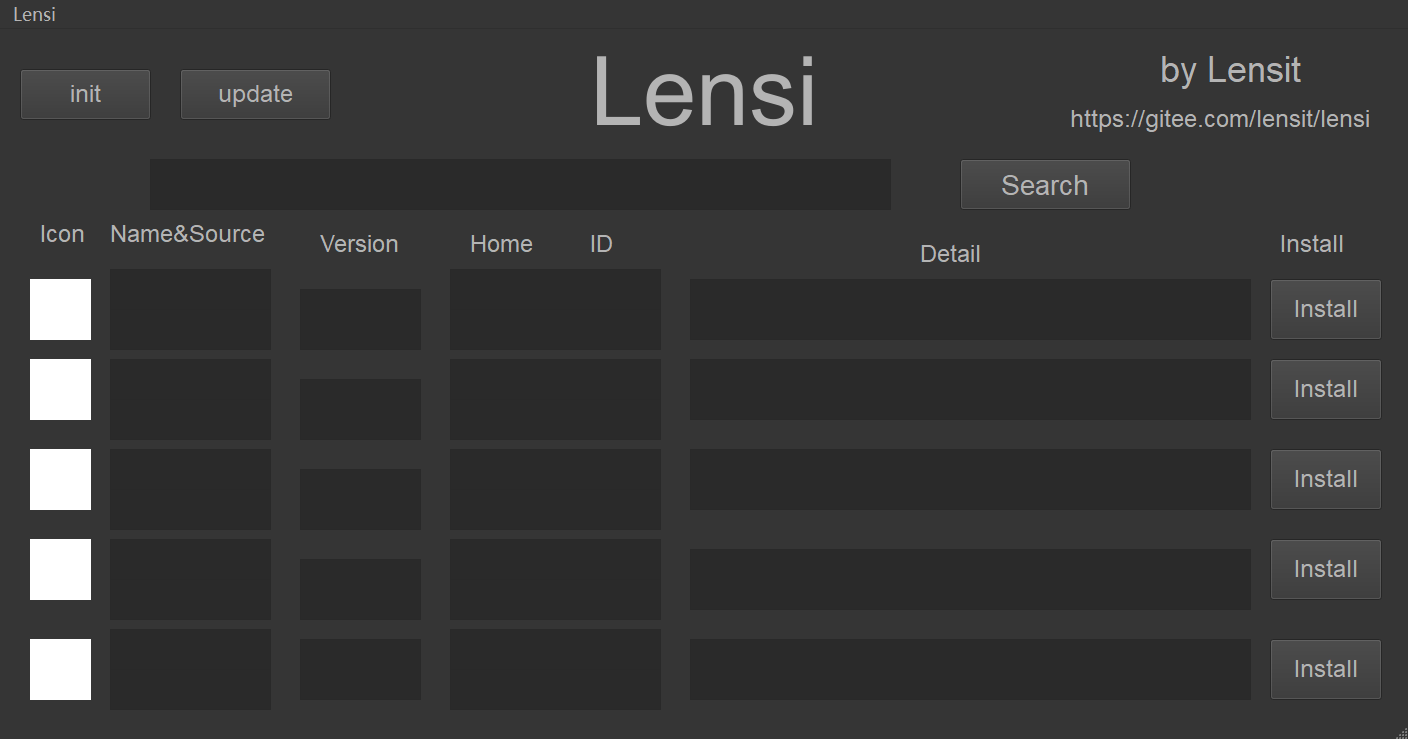 Lensi
init
update
Lensi
by Lensit
https://gitee.com/lensit/lensi
Search
Icon
Name&Source
Version
Home
ID
Detail
Install
Install
Install
Install
Install
Install